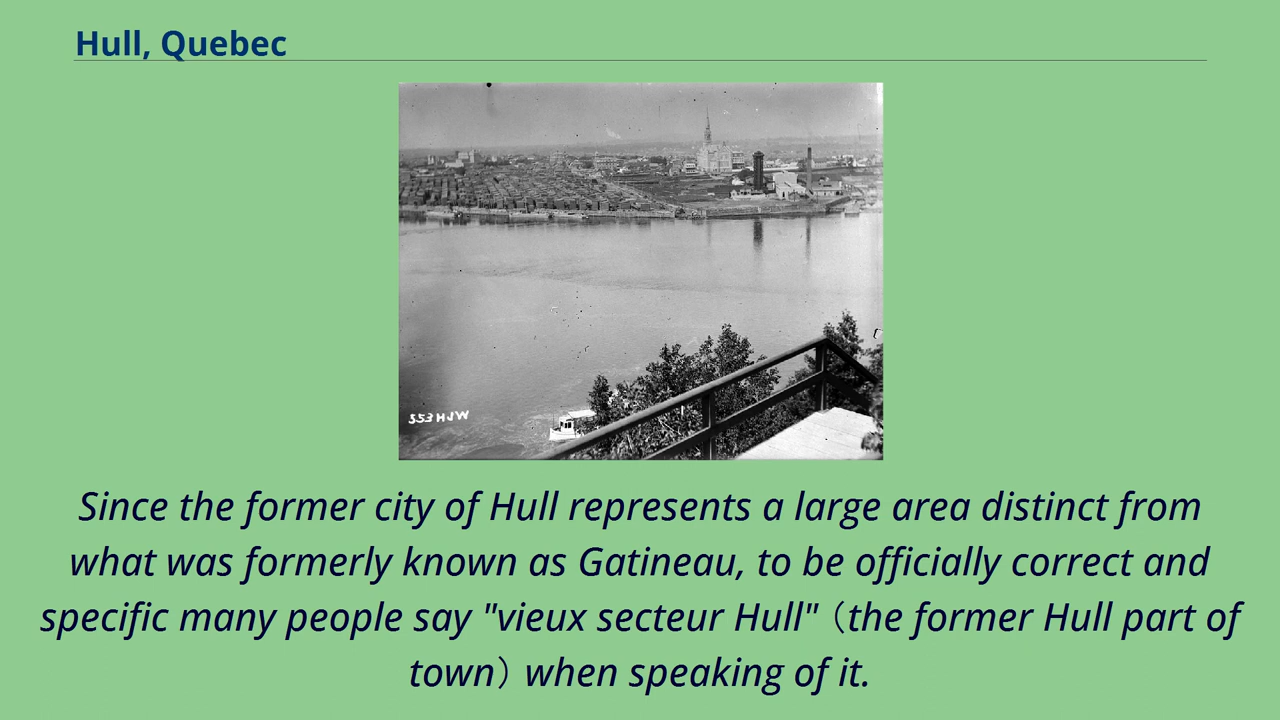 Hull, Quebec
Since the former city of Hull represents a large area distinct from
what was formerly known as Gatineau, to be officially correct and
specific many people say "vieux secteur Hull"（the former Hull part of
town）when speaking of it.